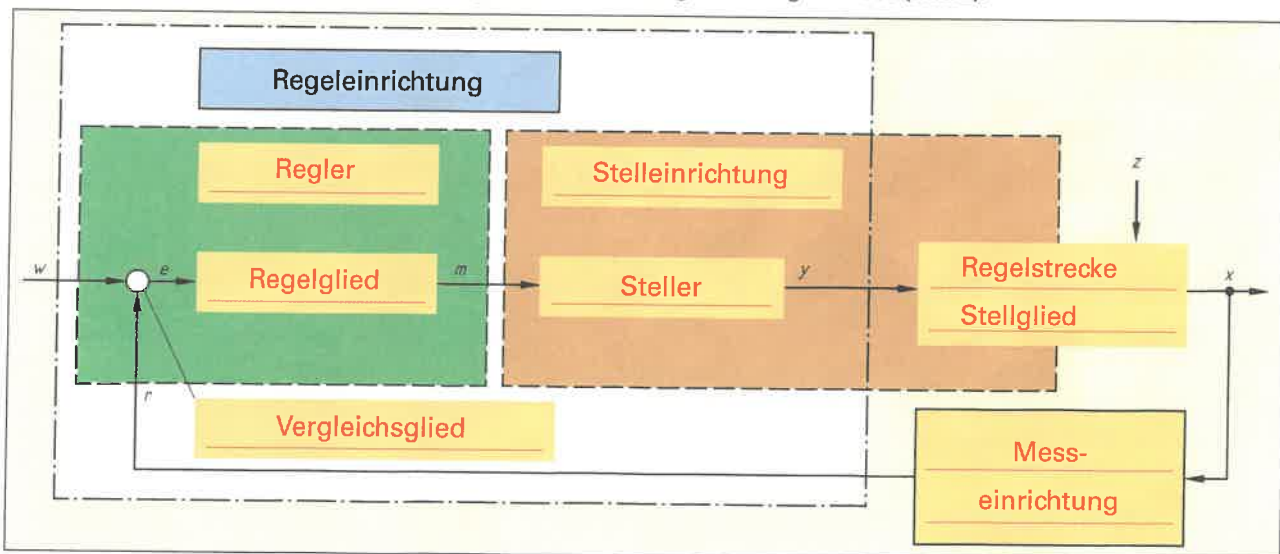 Regeleinrichtung
Regler
Stelleinrichtung
z
w
e
Regelglied
m
Steller
y
Regelstrecke
Stellglied
x
r
Vergleichsglied
Mess-
einrichtung